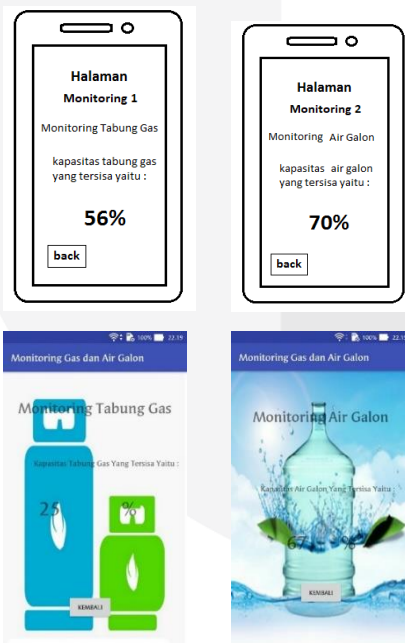 Halaman
Monitoring 1
Monitoring Tabung Gas
kapasitas tabung gas
yang tersisa yaitu :
56%
back
Halaman
Monitoring 2
Monitoring Air Galon
kapasitas air galon
yang tersisa yaitu :
70%
back
100% 22.19
Monitoring Gas dan Air Galon
Monitoring Tabung Gas
Kapasitas Tabung Gas Yang Tersisa Yaitu :
25 %
KEMBALI
100% 22.19
Monitoring Gas dan Air Galon
Monitoring Air Galon
Kapasitas Air Galon Yang Tersisa Yaitu :
67 %
KEMBALI